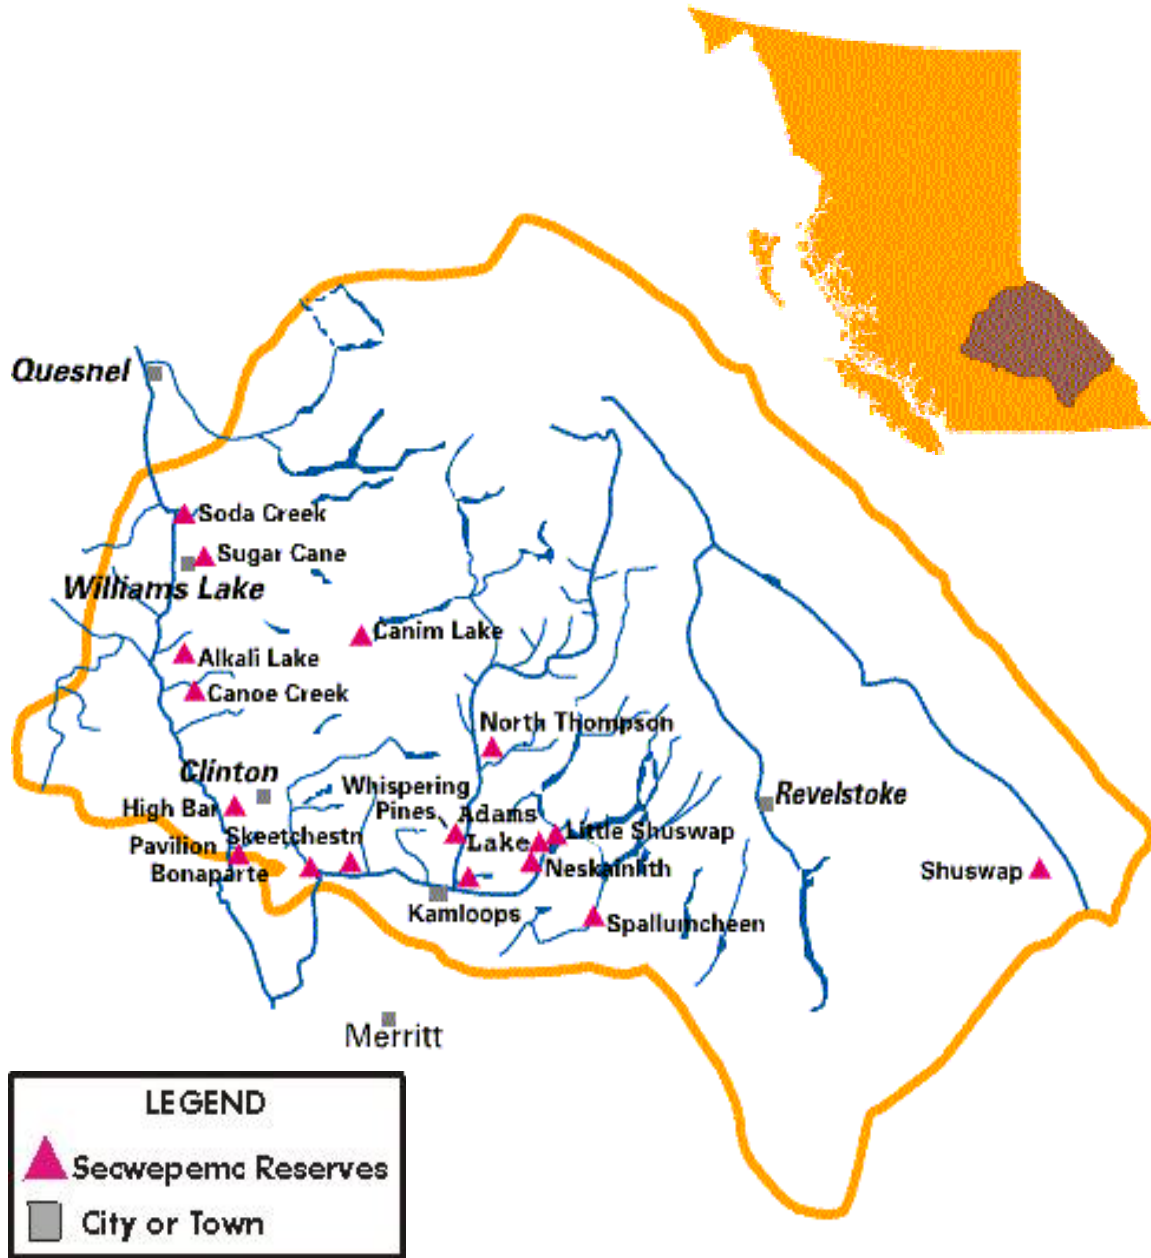 Quesnel
Soda Creek
Sugar Cane
Williams Lake
Canim Lake
Alkali Lake
Canoe Creek
North Thompson
Clinton
Whispering
Pines
High Bar
Adams
Lake
Revelstoke
Skeetchestn
Little Shuswap
Pavilion
Bonaparte
Neskainlith
Shuswap
Kamloops
Spallumcheen
Merritt
LEGEND
Secwepemc Reserves
City or Town